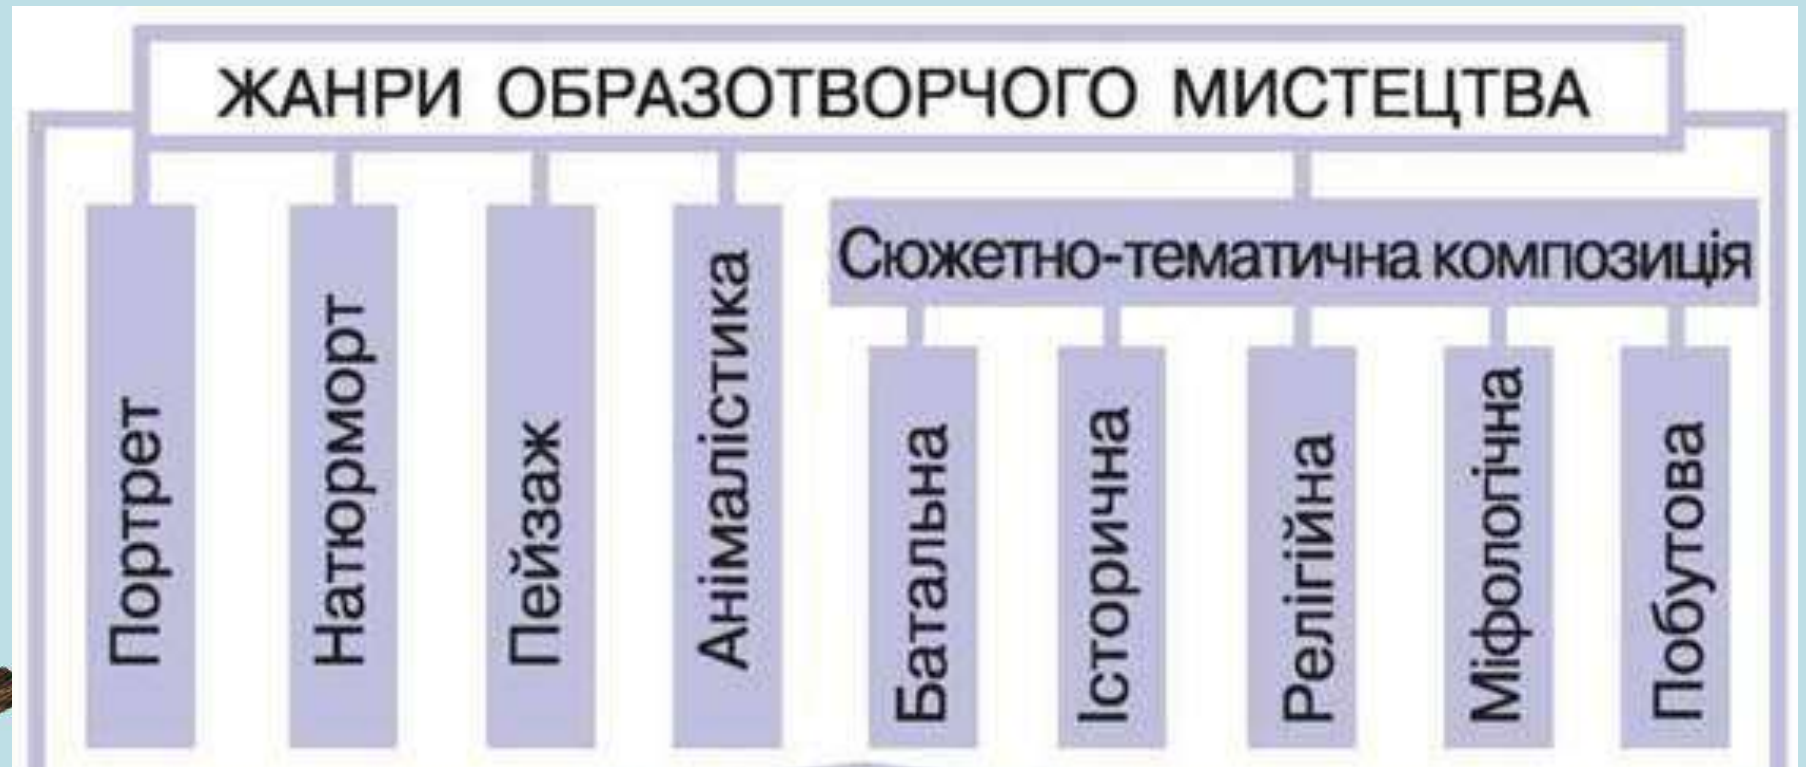 ЖАНРИ ОБРАЗОТВОРЧОГО МИСТЕЦТВА
Портрет
Натюрморт
Пейзаж
Анімалістика
Сюжетно-тематична композиція
Батальна
Історична
Релігійна
Міфологічна
Побутова